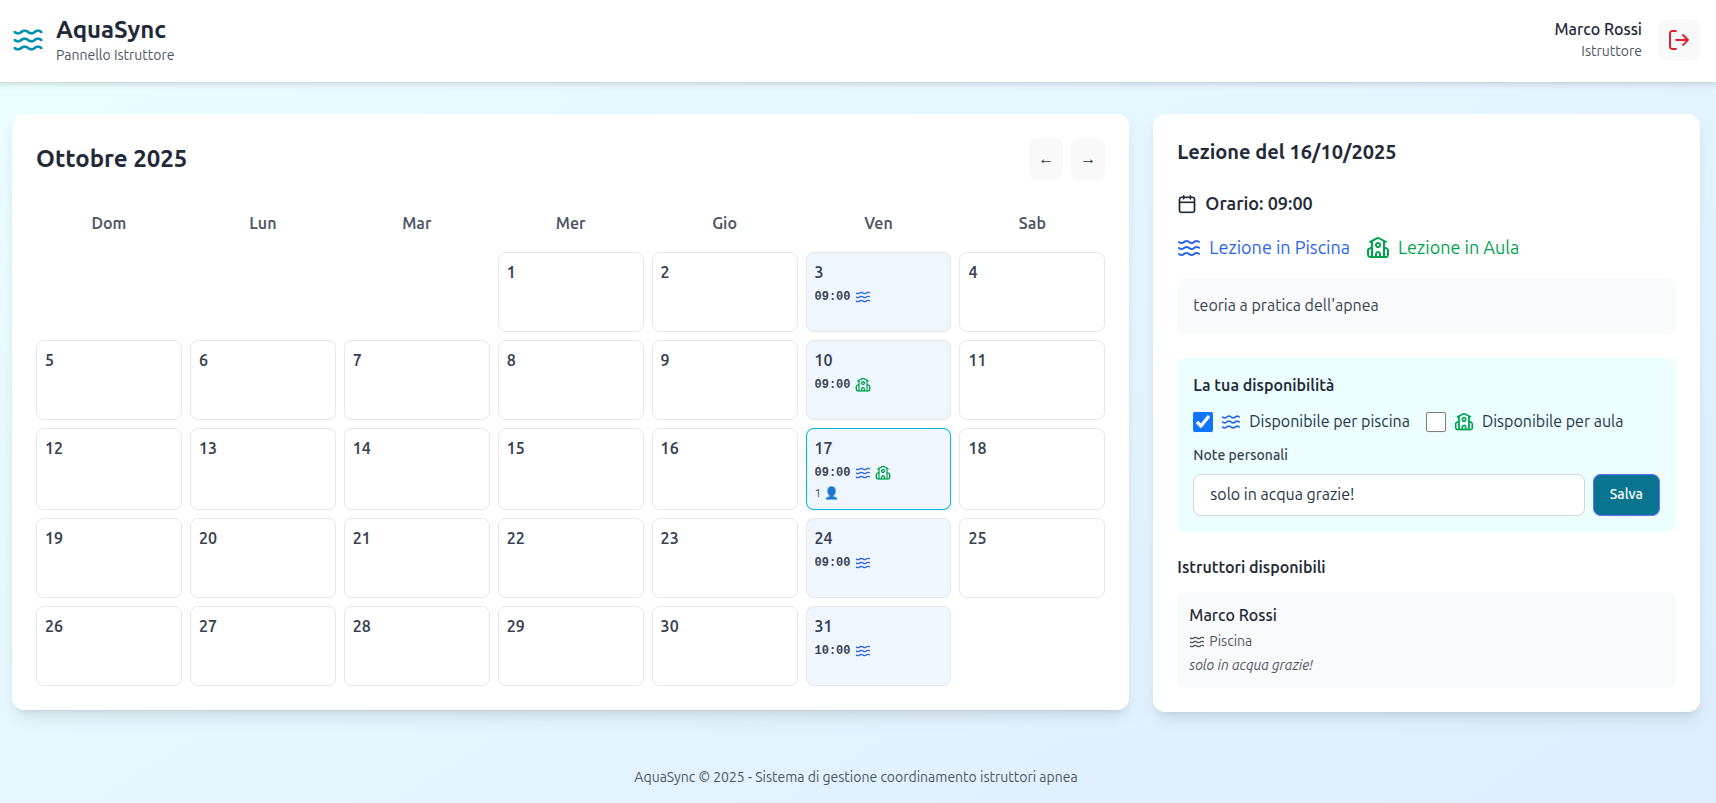 AquaSync
Pannello Istruttore
Marco Rossi
Istruttore
Ottobre 2025
← →
Dom Lun Mar Mer Gio Ven Sab
1 2 3 4
09:00
5 6 7 8 9 10 11
09:00
12 13 14 15 16 17 18
09:00
1
19 20 21 22 23 24 25
09:00
26 27 28 29 30 31
10:00
Lezione del 16/10/2025
Orario: 09:00
Lezione in Piscina Lezione in Aula
teoria a pratica dell'apnea
La tua disponibilità
Disponibile per piscina Disponibile per aula
Note personali
solo in acqua grazie! Salva
Istruttori disponibili
Marco Rossi
Piscina
solo in acqua grazie!
AquaSync © 2025 - Sistema di gestione coordinamento istruttori apnea